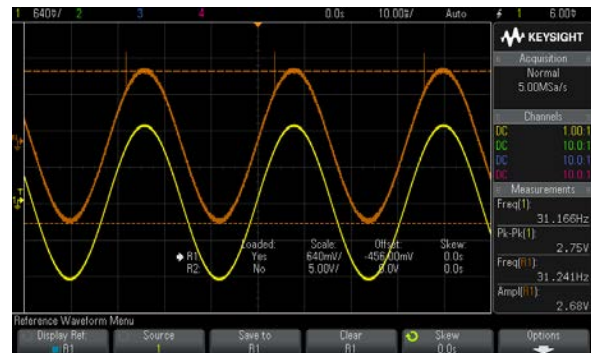 1 640▽/ 2 3 4 0.0s 10.00▽/ Auto 1 6.00▽
KEYSIGHT
Acquisition
Normal
5.00MSa/s
Channels
DC 1.00:1
DC 10.0:1
DC 10.0:1
DC 10.0:1
Measurements
Freq(1):
31.166Hz
Pk-Pk(1):
2.75V
Freq(R1):
31.241Hz
Ampl(R1):
2.68V
Loaded: Scale: Offset: Skew:
R1: Yes 640mV/ -456.00mV 0.0s
R2: No 5.00V/ 0.0V 0.0s
Reference Waveform Menu
Display Ref: Source Save to Clear Skew Options
R1 1 R1 R1 0.0s